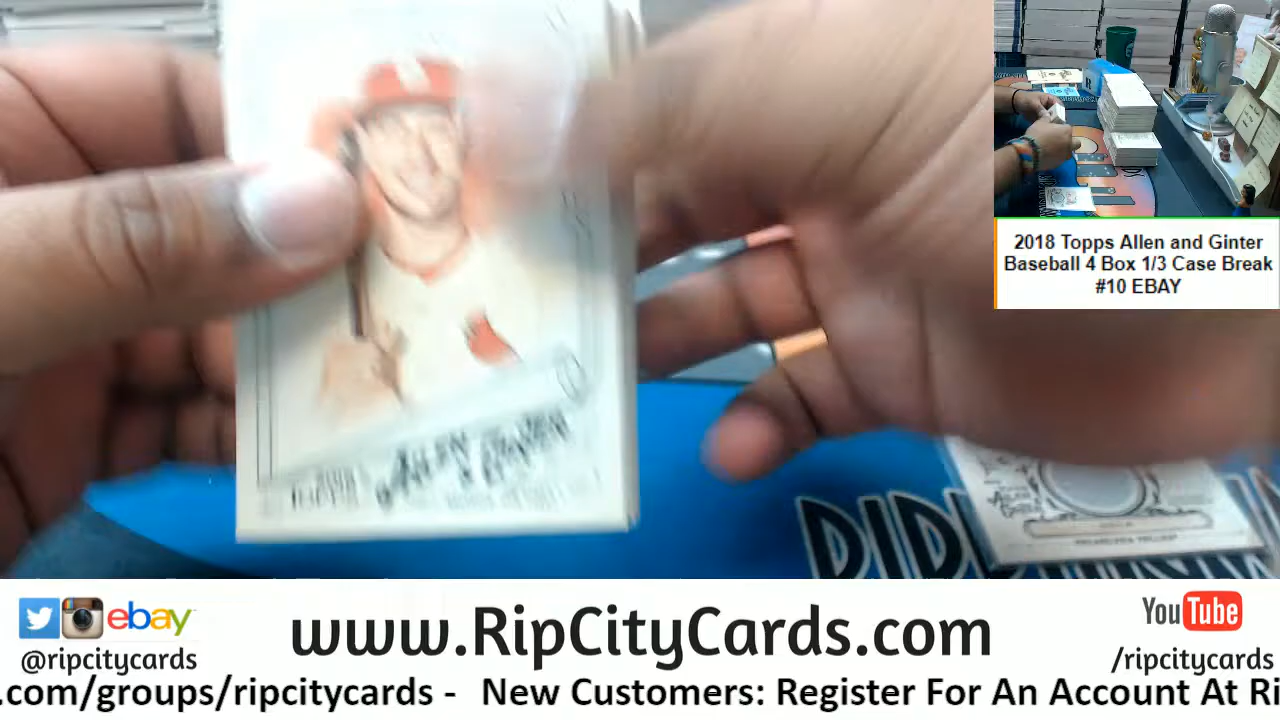 2018 Topps Allen and Ginter
Baseball 4 Box 1/3 Case Break
#10 EBAY
ALLEN
ebay
@ripcitycards
www.RipCityCards.com
YouTube
/ripcitycards
.com/groups/ripcitycards - New Customers: Register For An Account At Ri